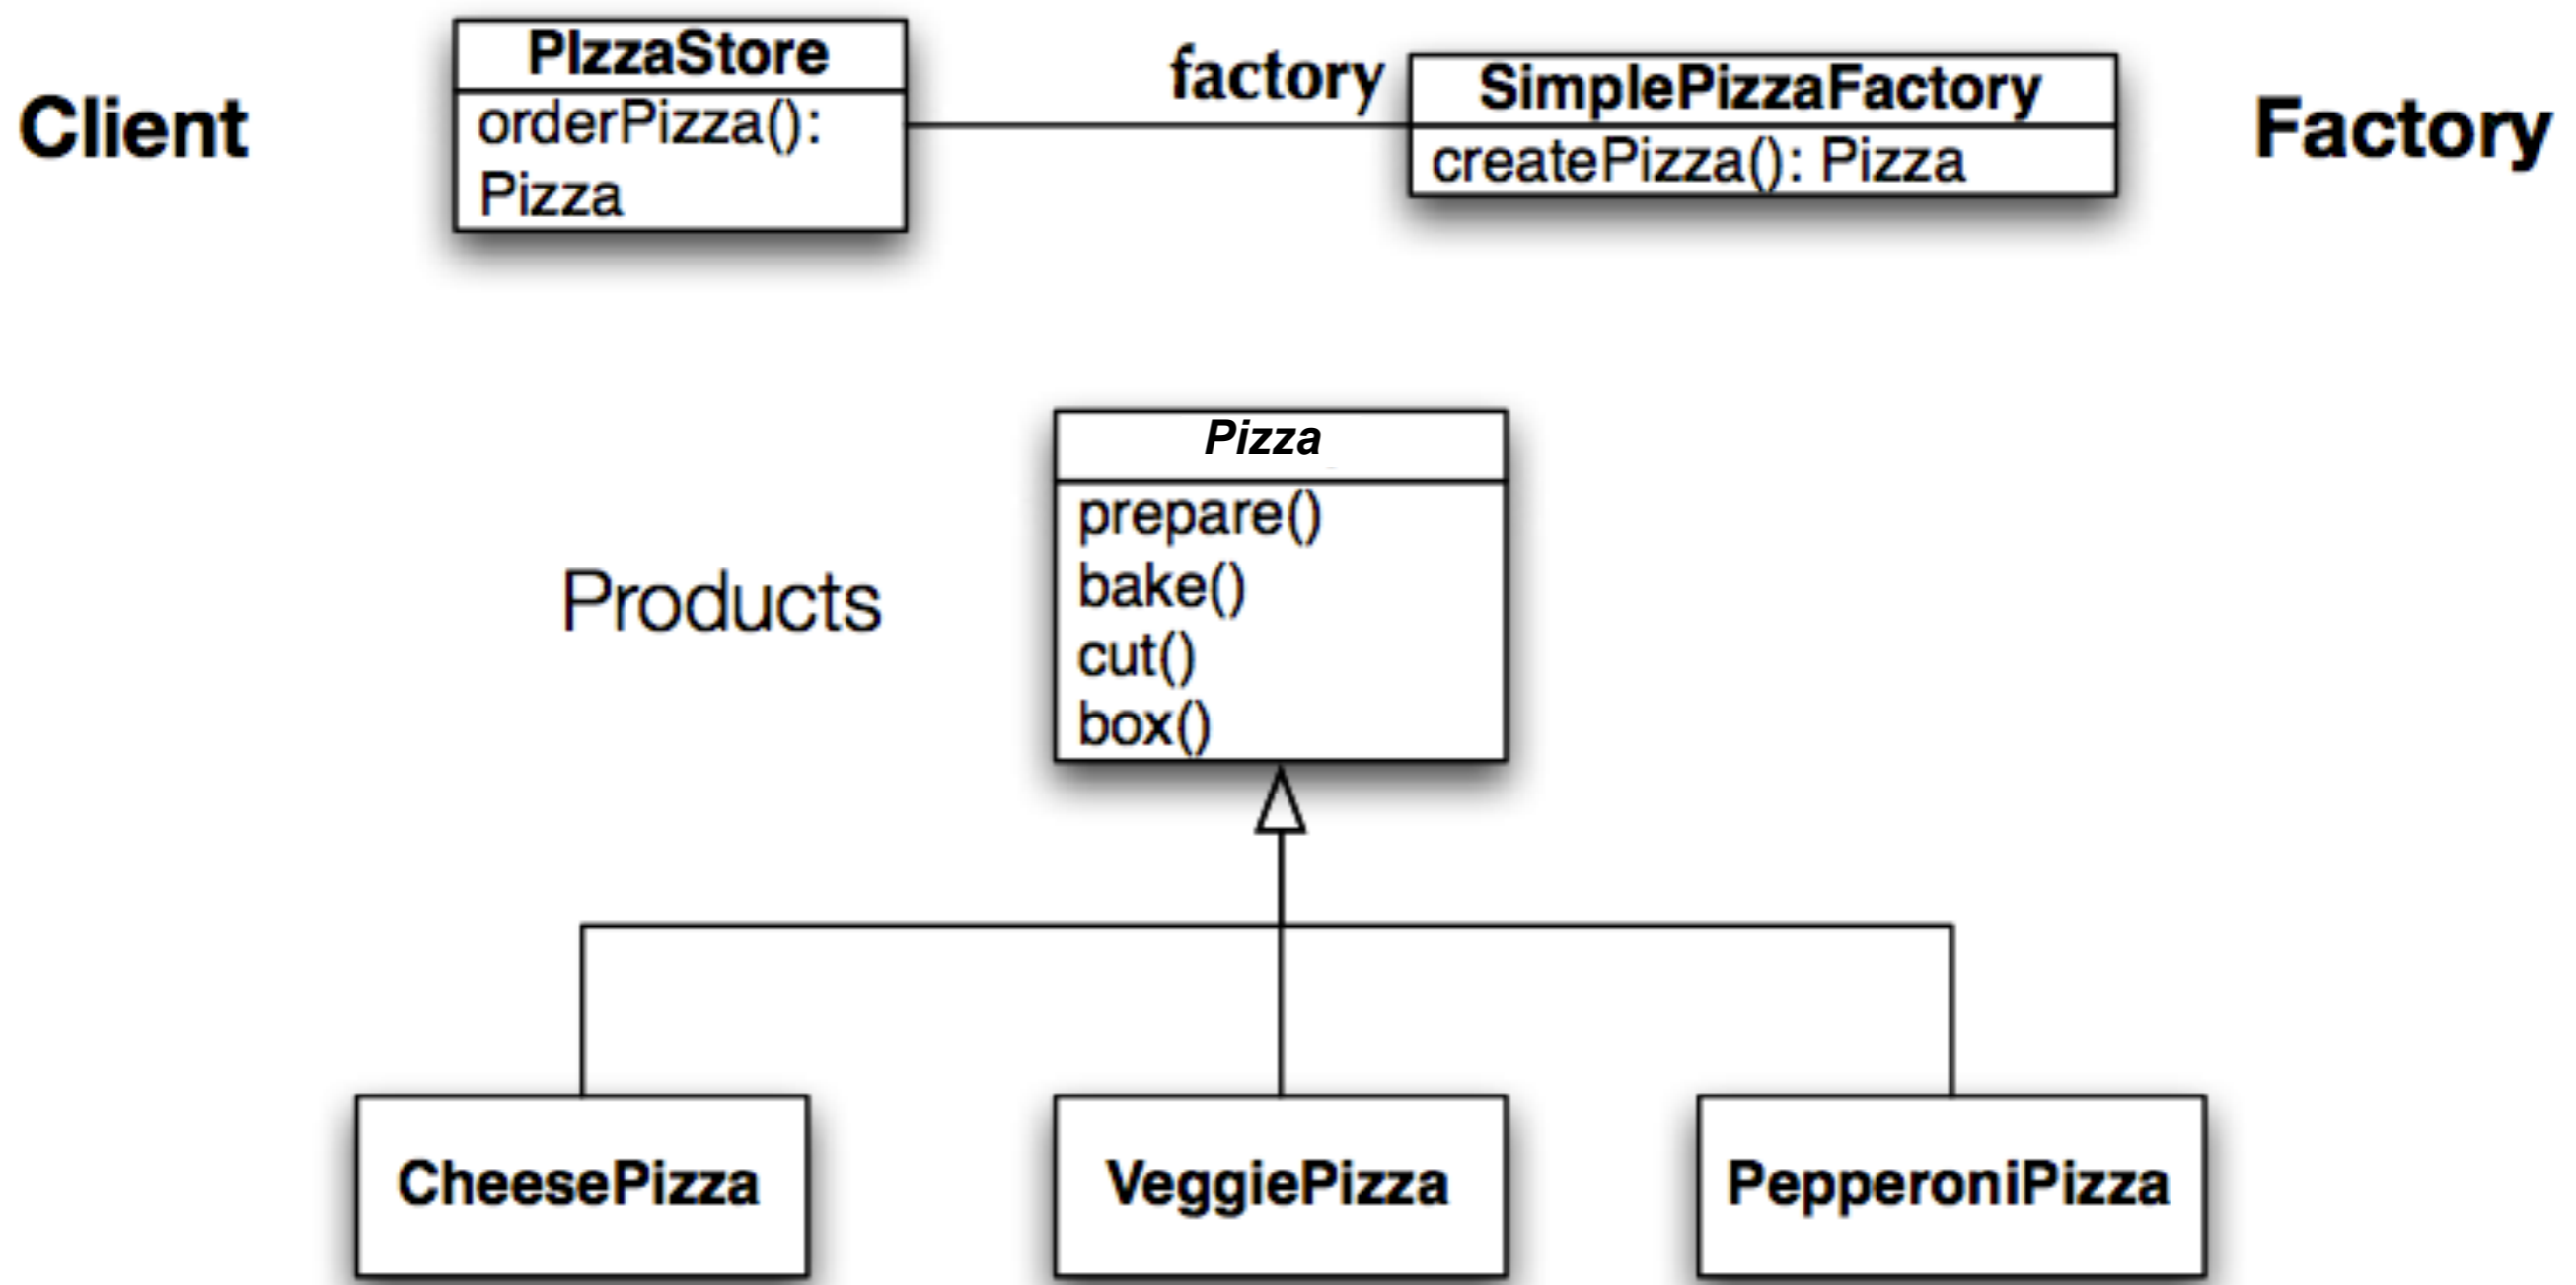 Client
PIzzaStore
orderPizza():
Pizza
factory
SimplePizzaFactory
createPizza(): Pizza
Factory
Products
Pizza
prepare()
bake()
cut()
box()
CheesePizza
VeggiePizza
PepperoniPizza